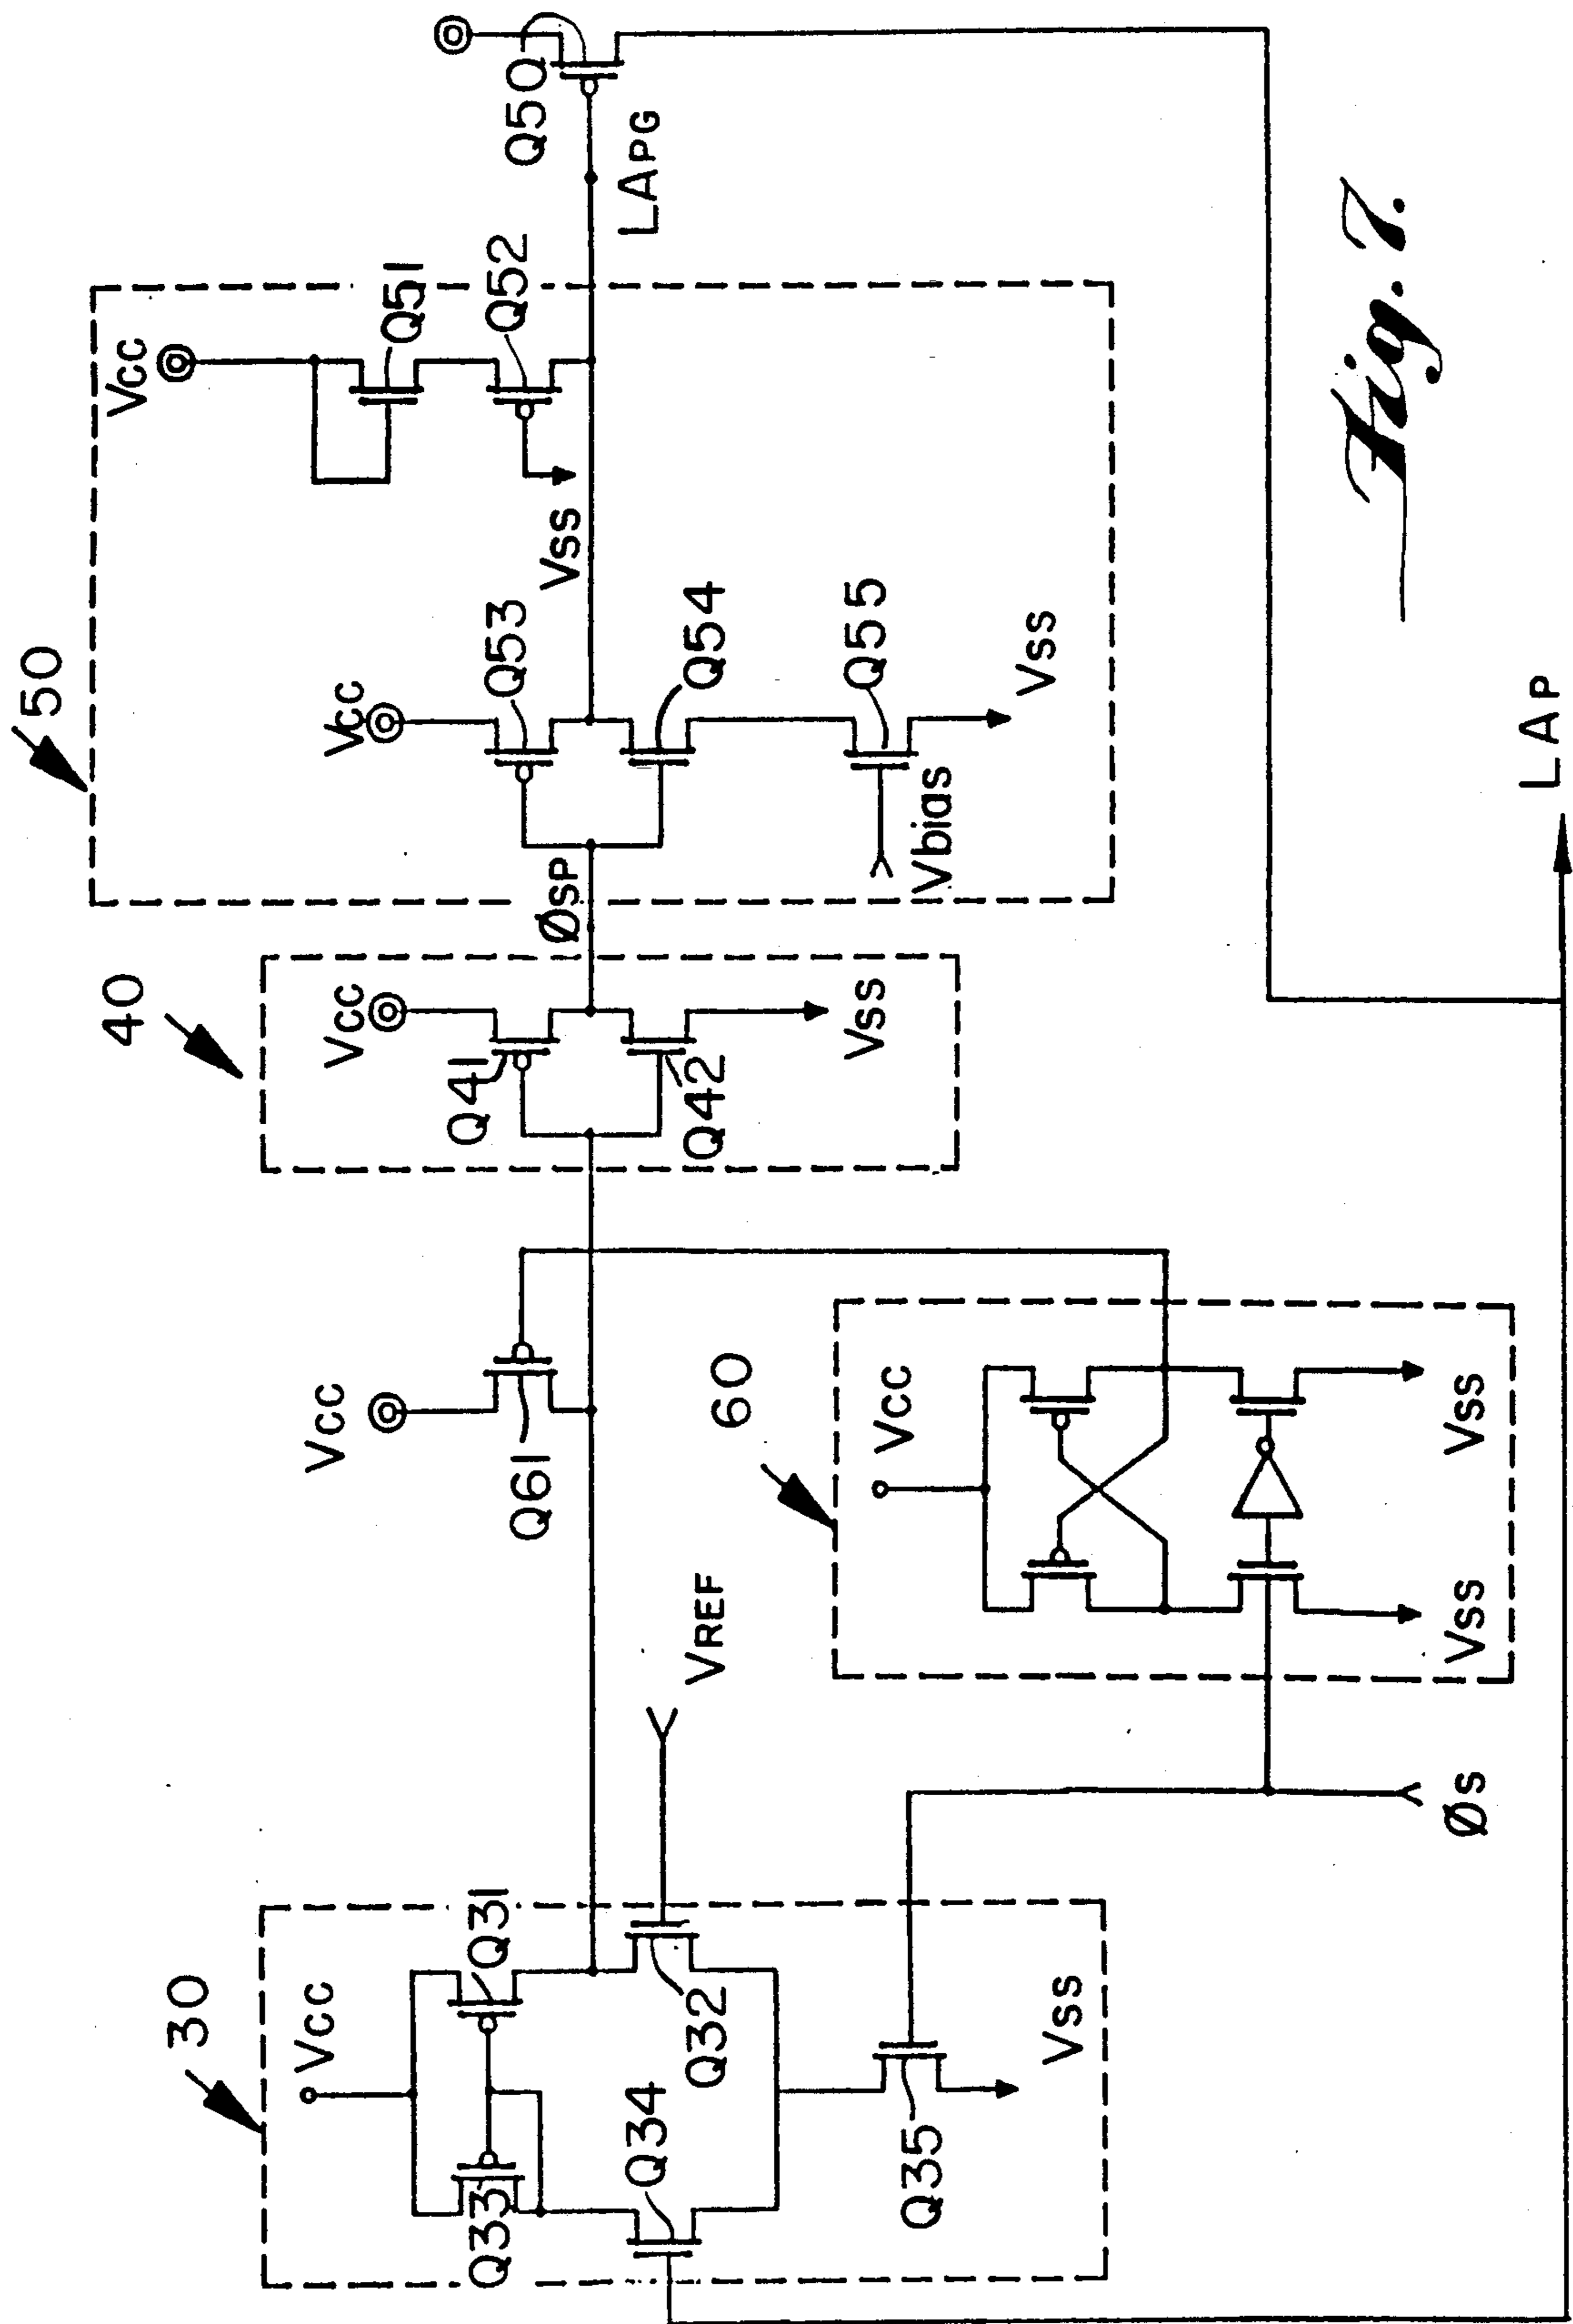 30
VCC
Q33
Q31
Q34
Q32
Q35
VSS
VREF
ØS
60
VCC
VSS
VSS
VCC
Q61
40
VCC
Q41
Q42
VSS
ØSP
50
VCC
Q53
Q54
Q55
Vbias
VSS
VCC
Q51
Q52
VSS
LAPG
Q50
LAP
Fig. 7.